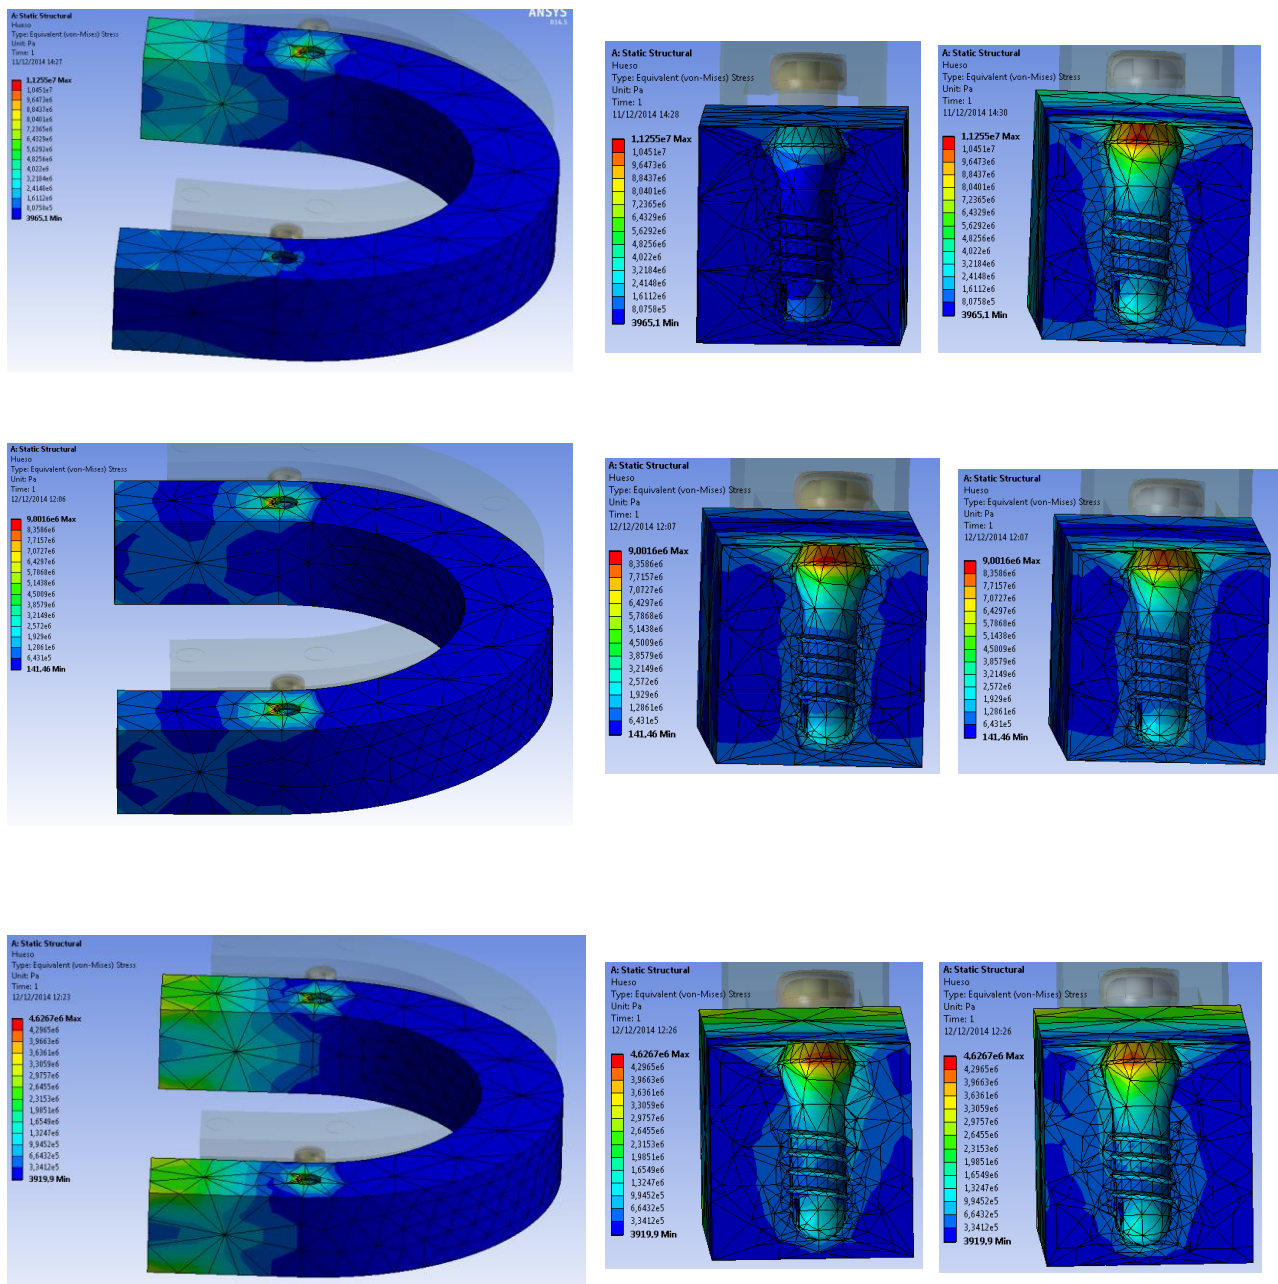 ANSYS
R16.5
A: Static Structural
Hueso
Type: Equivalent (von-Mises) Stress
Unit: Pa
Time: 1
11/12/2014 14:27
1,1255e7 Max
1,0451e7
9,6473e6
8,8437e6
8,0401e6
7,2365e6
6,4329e6
5,6292e6
4,8256e6
4,022e6
3,2184e6
2,4148e6
1,6112e6
8,0758e5
3965,1 Min
A: Static Structural
Hueso
Type: Equivalent (von-Mises) Stress
Unit: Pa
Time: 1
11/12/2014 14:28
1,1255e7 Max
1,0451e7
9,6473e6
8,8437e6
8,0401e6
7,2365e6
6,4329e6
5,6292e6
4,8256e6
4,022e6
3,2184e6
2,4148e6
1,6112e6
8,0758e5
3965,1 Min
A: Static Structural
Hueso
Type: Equivalent (von-Mises) Stress
Unit: Pa
Time: 1
11/12/2014 14:30
1,1255e7 Max
1,0451e7
9,6473e6
8,8437e6
8,0401e6
7,2365e6
6,4329e6
5,6292e6
4,8256e6
4,022e6
3,2184e6
2,4148e6
1,6112e6
8,0758e5
3965,1 Min
A: Static Structural
Hueso
Type: Equivalent (von-Mises) Stress
Unit: Pa
Time: 1
12/12/2014 12:06
9,0016e6 Max
8,3586e6
7,7157e6
7,0727e6
6,4297e6
5,7868e6
5,1438e6
4,5009e6
3,8579e6
3,2149e6
2,572e6
1,929e6
1,2861e6
6,431e5
141,46 Min
A: Static Structural
Hueso
Type: Equivalent (von-Mises) Stress
Unit: Pa
Time: 1
12/12/2014 12:07
9,0016e6 Max
8,3586e6
7,7157e6
7,0727e6
6,4297e6
5,7868e6
5,1438e6
4,5009e6
3,8579e6
3,2149e6
2,572e6
1,929e6
1,2861e6
6,431e5
141,46 Min
A: Static Structural
Hueso
Type: Equivalent (von-Mises) Stress
Unit: Pa
Time: 1
12/12/2014 12:07
9,0016e6 Max
8,3586e6
7,7157e6
7,0727e6
6,4297e6
5,7868e6
5,1438e6
4,5009e6
3,8579e6
3,2149e6
2,572e6
1,929e6
1,2861e6
6,431e5
141,46 Min
A: Static Structural
Hueso
Type: Equivalent (von-Mises) Stress
Unit: Pa
Time: 1
12/12/2014 12:23
4,6267e6 Max
4,2965e6
3,9663e6
3,6361e6
3,3059e6
2,9757e6
2,6455e6
2,3153e6
1,9851e6
1,6549e6
1,3247e6
9,9452e5
6,6432e5
3,3412e5
3919,9 Min
A: Static Structural
Hueso
Type: Equivalent (von-Mises) Stress
Unit: Pa
Time: 1
12/12/2014 12:26
4,6267e6 Max
4,2965e6
3,9663e6
3,6361e6
3,3059e6
2,9757e6
2,6455e6
2,3153e6
1,9851e6
1,6549e6
1,3247e6
9,9452e5
6,6432e5
3,3412e5
3919,9 Min
A: Static Structural
Hueso
Type: Equivalent (von-Mises) Stress
Unit: Pa
Time: 1
12/12/2014 12:26
4,6267e6 Max
4,2965e6
3,9663e6
3,6361e6
3,3059e6
2,9757e6
2,6455e6
2,3153e6
1,9851e6
1,6549e6
1,3247e6
9,9452e5
6,6432e5
3,3412e5
3919,9 Min